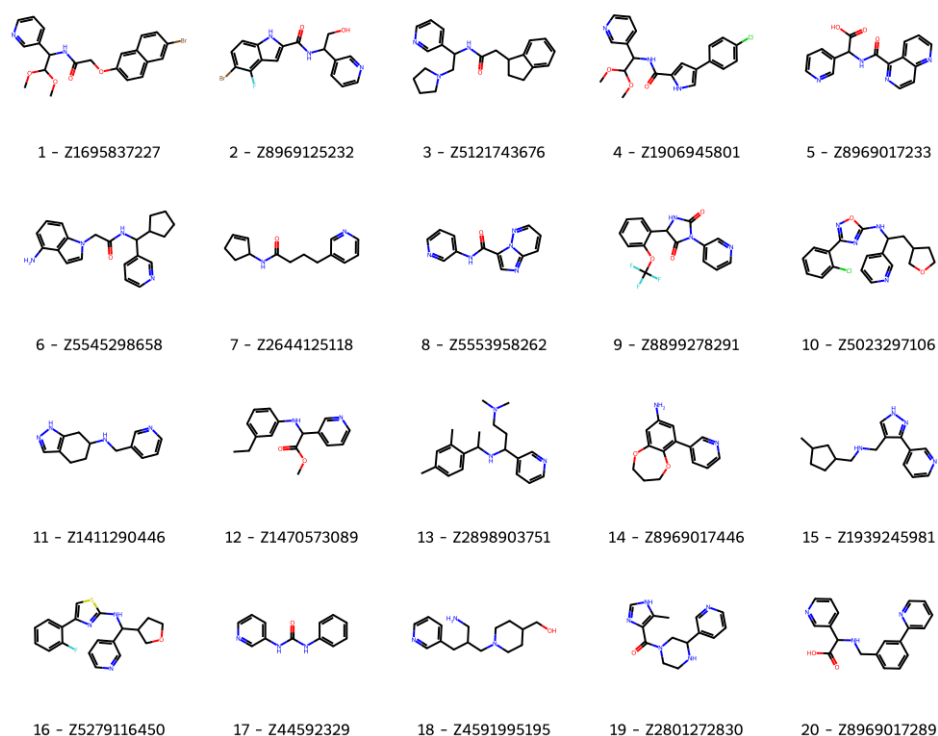 1 - Z1695837227
2 - Z8969125232
3 - Z5121743676
4 - Z1906945801
5 - Z8969017233
6 - Z5545298658
7 - Z2644125118
8 - Z5553958262
9 - Z8899278291
10 - Z5023297106
11 - Z1411290446
12 - Z1470573089
13 - Z2898903751
14 - Z8969017446
15 - Z1939245981
16 - Z5279116450
17 - Z44592329
18 - Z4591995195
19 - Z2801272830
20 - Z8969017289